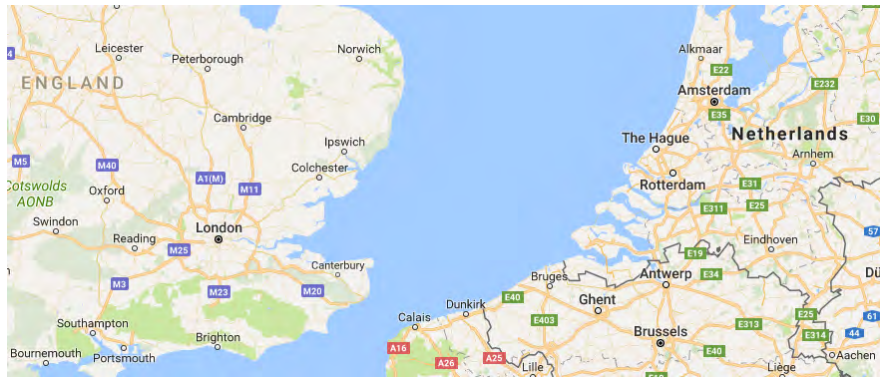 Leicester
Peterborough
Norwich
Alkmaar
ENGLAND
E22
E232
Amsterdam
E35
Cambridge
E30
The Hague
Netherlands
Ipswich
M5
M40
Colchester
Arnhem
A1(M)
M11
Rotterdam
E31
Cotswolds
AONB
Oxford
E311
E25
Swindon
London
57
Reading
M25
Eindhoven
E19
Canterbury
Antwerp
E34
Dü
M3
Bruges
M23
M20
E40
Ghent
Dunkirk
Calais
E403
E25
61
Southampton
E313
Brighton
Brussels
E314
44
A16
E40
Bournemouth
Portsmouth
A26
A25
Lille
Liège
Aachen